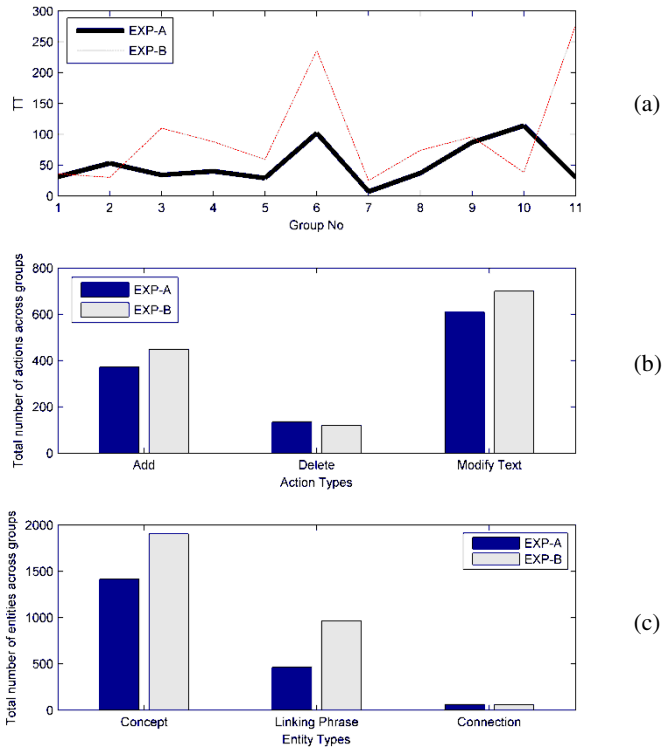 300
250
200
150
100
50
0
TT
EXP-A
EXP-B
1 2 3 4 5 6 7 8 9 10 11
Group No
(a)
800
600
400
200
0
Total number of actions across groups
EXP-A
EXP-B
Add Delete Modify Text
Action Types
(b)
2000
1500
1000
500
0
Total number of entities across groups
EXP-A
EXP-B
Concept Linking Phrase Connection
Entity Types
(c)